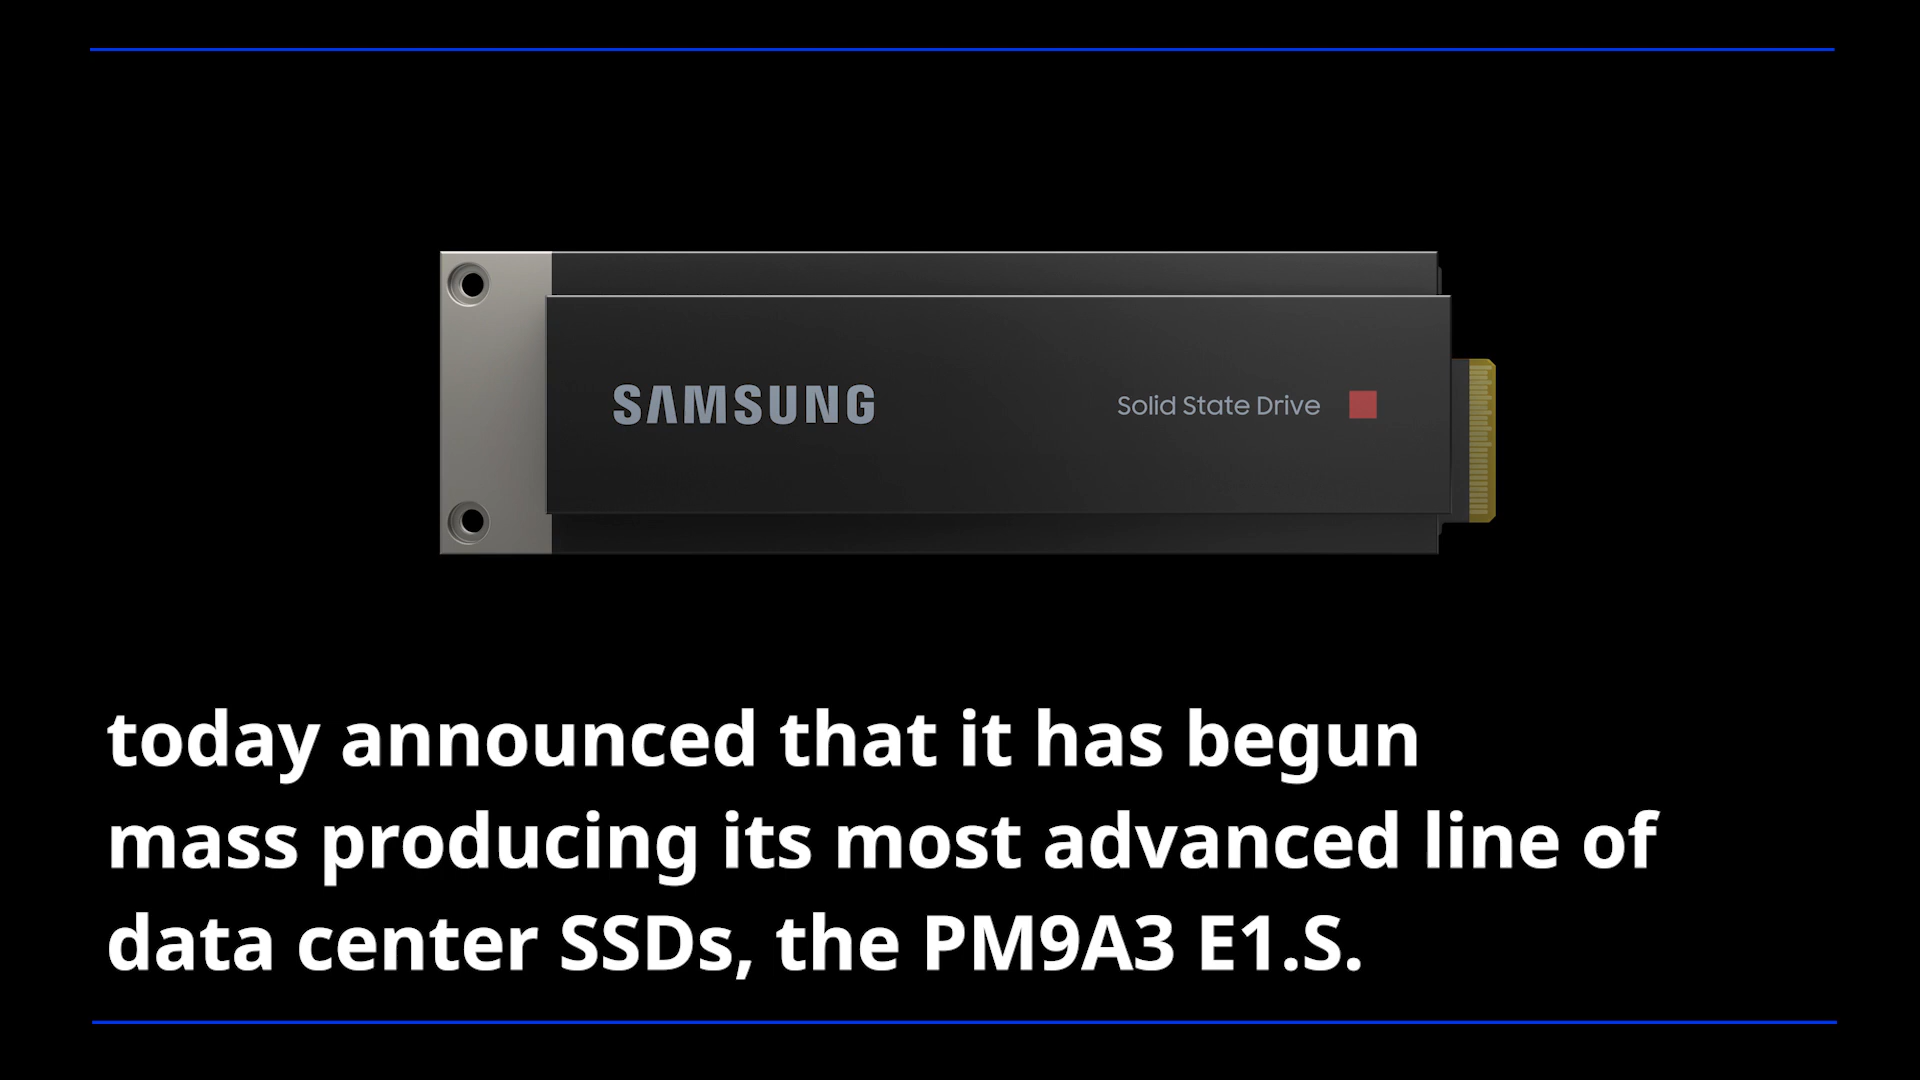 SAMSUNG
Solid State Drive
today announced that it has begun
mass producing its most advanced line of
data center SSDs, the PM9A3 E1.S.